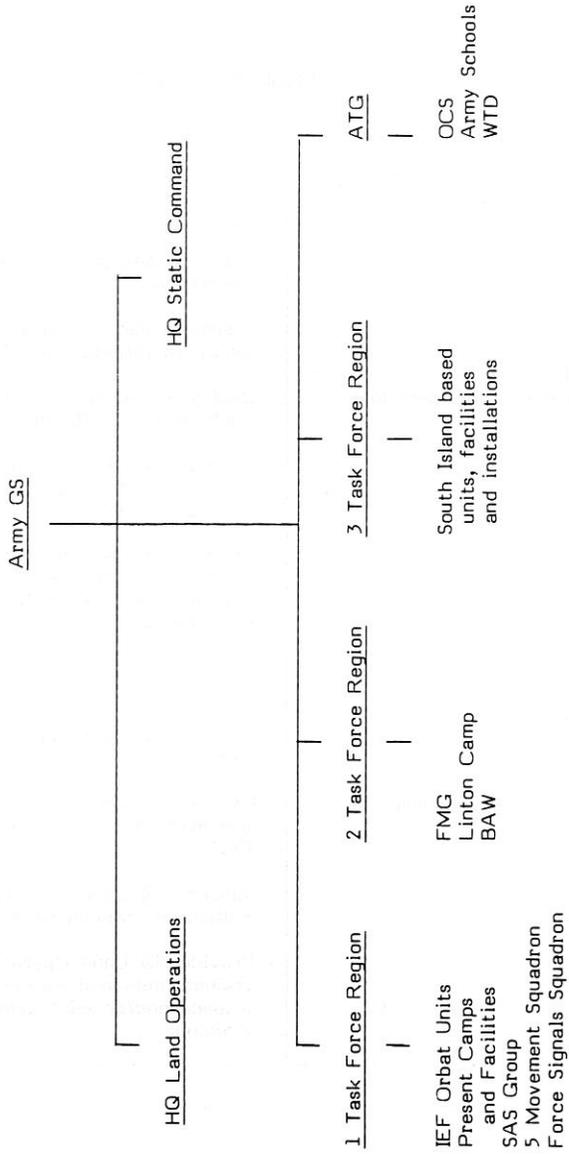 Army GS
HQ Land Operations
HQ Static Command
1 Task Force Region
2 Task Force Region
3 Task Force Region
ATG
IEF Orbat Units
Present Camps
and Facilities
SAS Group
5 Movement Squadron
Force Signals Squadron
FMG
Linton Camp
BAW
South Island based
units, facilities
and installations
OCS
Army Schools
WTD